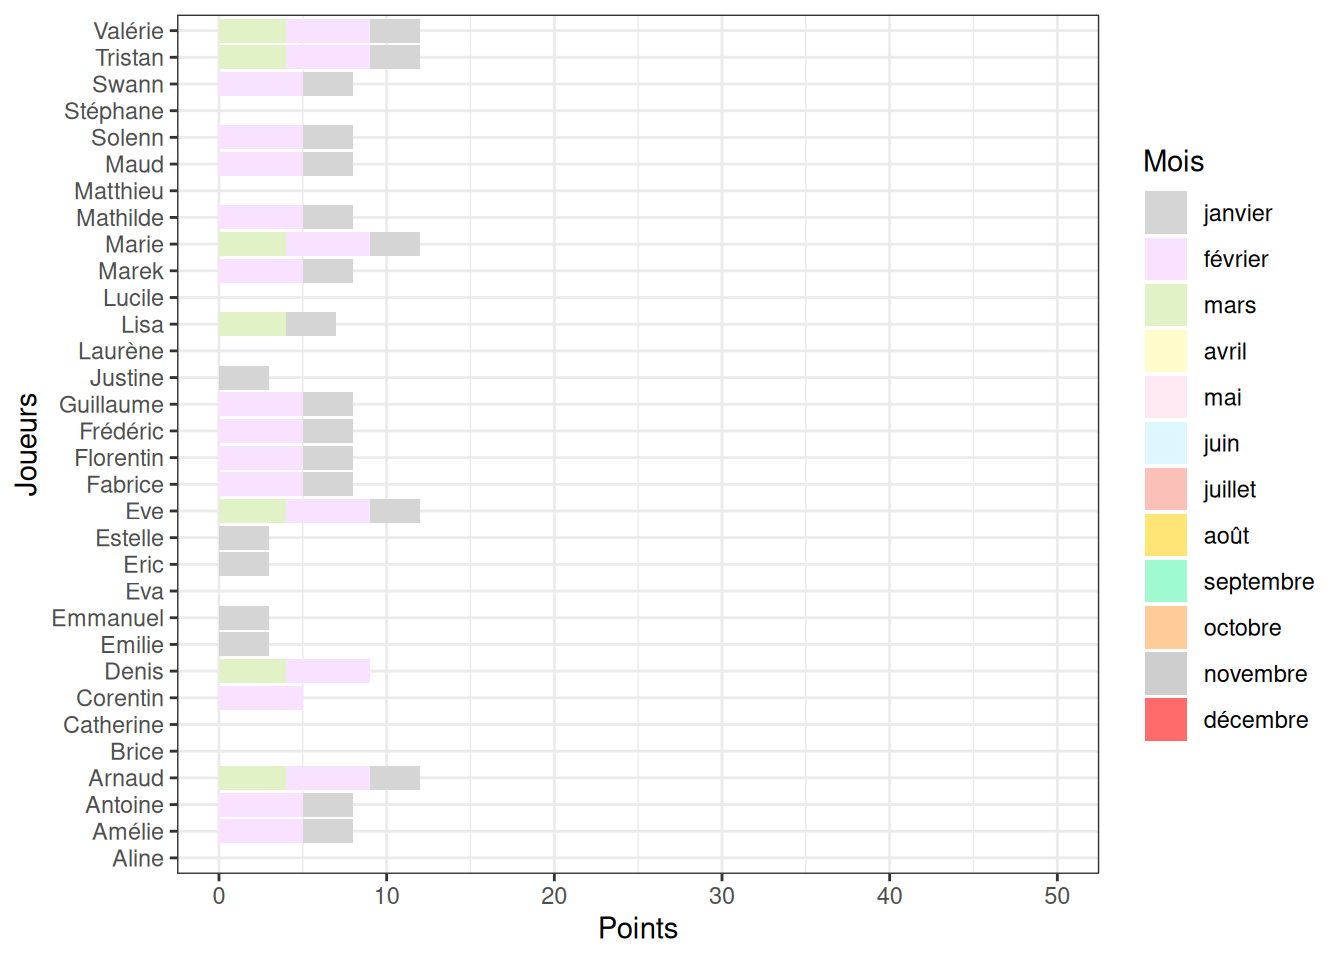 Joueurs
Valérie
Tristan
Swann
Stéphane
Solenn
Maud
Matthieu
Mathilde
Marie
Marek
Lucile
Lisa
Laurène
Justine
Guillaume
Frédéric
Florentin
Fabrice
Eve
Estelle
Eric
Eva
Emmanuel
Emilie
Denis
Corentin
Catherine
Brice
Arnaud
Antoine
Amélie
Aline
0 10 20 30 40 50
Points
Mois
janvier
février
mars
avril
mai
juin
juillet
août
septembre
octobre
novembre
décembre